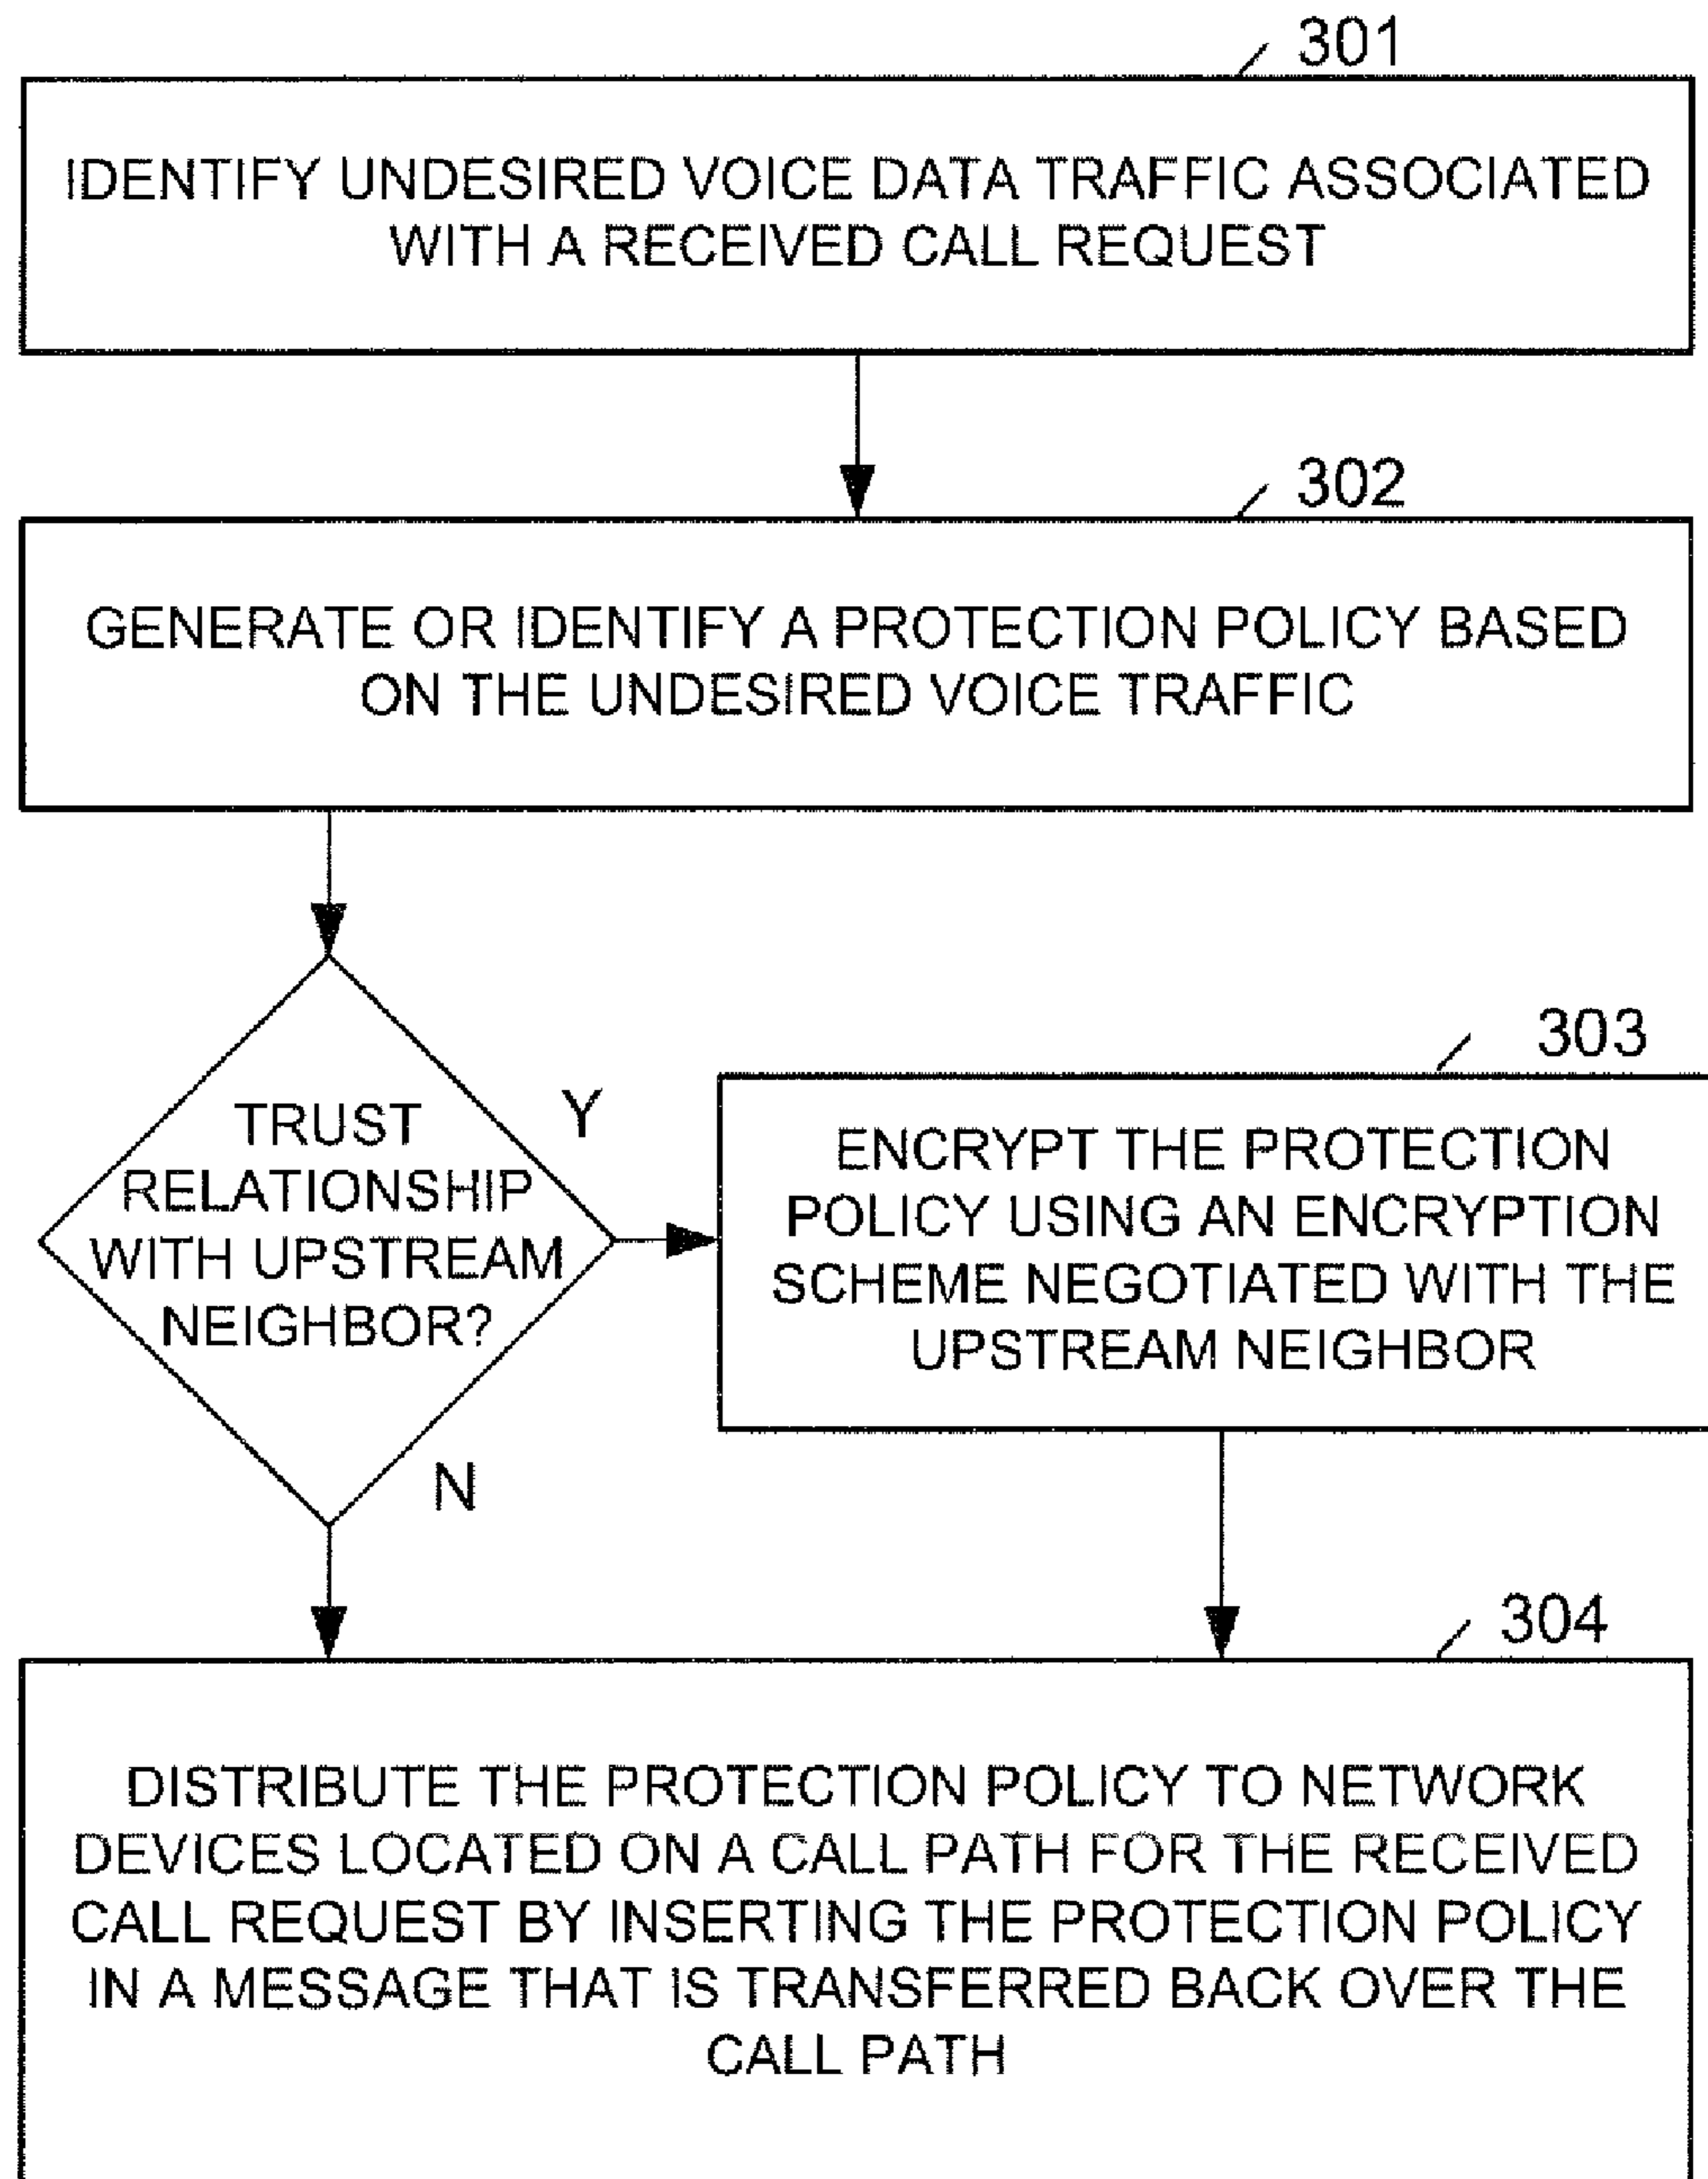 301
IDENTIFY UNDESIRED VOICE DATA TRAFFIC ASSOCIATED
WITH A RECEIVED CALL REQUEST
302
GENERATE OR IDENTIFY A PROTECTION POLICY BASED
ON THE UNDESIRED VOICE TRAFFIC
TRUST
RELATIONSHIP
WITH UPSTREAM
NEIGHBOR?
Y
N
303
ENCRYPT THE PROTECTION
POLICY USING AN ENCRYPTION
SCHEME NEGOTIATED WITH THE
UPSTREAM NEIGHBOR
304
DISTRIBUTE THE PROTECTION POLICY TO NETWORK
DEVICES LOCATED ON A CALL PATH FOR THE RECEIVED
CALL REQUEST BY INSERTING THE PROTECTION POLICY
IN A MESSAGE THAT IS TRANSFERRED BACK OVER THE
CALL PATH